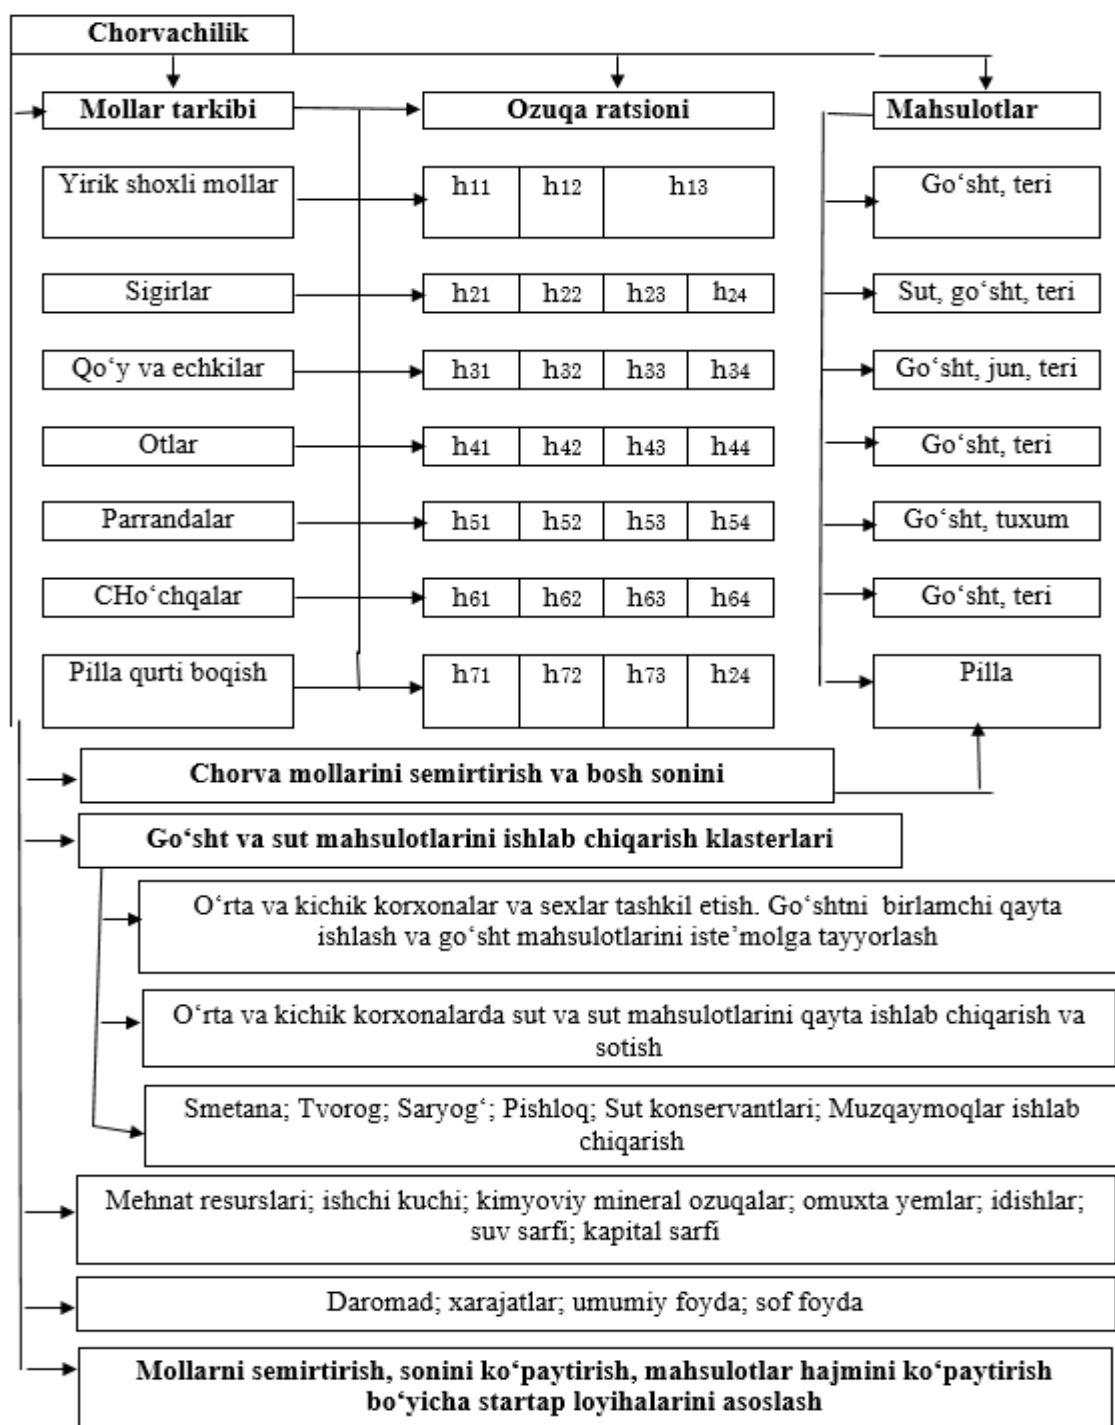 Chorvachilik
Mollar tarkibi
Ozuqa ratsioni
Mahsulotlar
Yirik shoxli mollar
h11
h12
h13
Go‘sht, teri
Sigirlar
h21
h22
h23
h24
Sut, go‘sht, teri
Qo‘y va echkilar
h31
h32
h33
h34
Go‘sht, jun, teri
Otlar
h41
h42
h43
h44
Go‘sht, teri
Parrandalar
h51
h52
h53
h54
Go‘sht, tuxum
CHo‘chqalar
h61
h62
h63
h64
Go‘sht, teri
Pilla qurti boqish
h71
h72
h73
h24
Pilla
Chorva mollarini semirtirish va bosh sonini
Go‘sht va sut mahsulotlarini ishlab chiqarish klasterlari
O‘rta va kichik korxonalar va sexlar tashkil etish. Go‘shtni birlamchi qayta
ishlash va go‘sht mahsulotlarini iste’molga tayyorlash
O‘rta va kichik korxonalarda sut va sut mahsulotlarini qayta ishlab chiqarish va
sotish
Smetana; Tvorog; Saryog‘; Pishloq; Sut konservantlari; Muzqaymoqlar ishlab
chiqarish
Mehnat resurslari; ishchi kuchi; kimyoviy mineral ozuqalar; omuxta yemlar; idishlar;
suv sarfi; kapital sarfi
Daromad; xarajatlar; umumiy foyda; sof foyda
Mollarni semirtirish, sonini ko‘paytirish, mahsulotlar hajmini ko‘paytirish
bo‘yicha startap loyihalarini asoslash